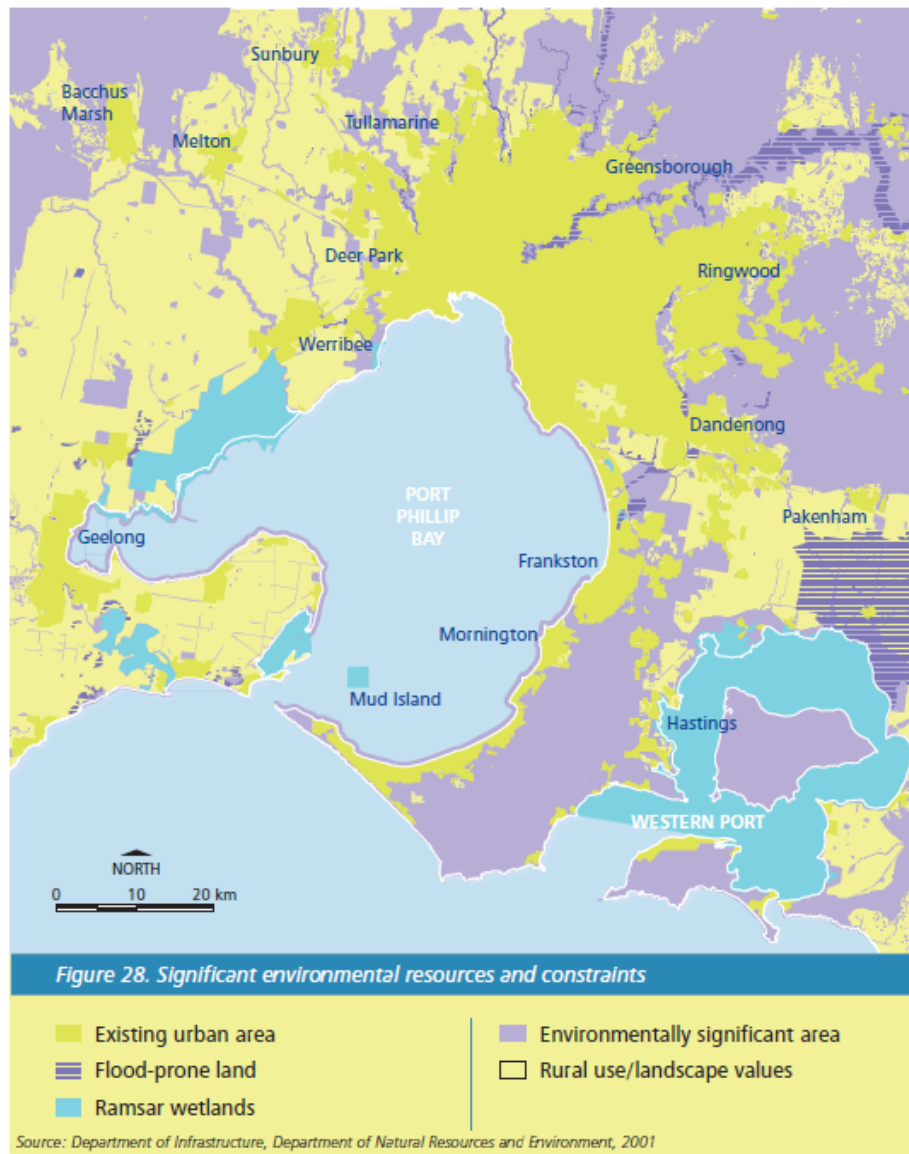 Sunbury
Bacchus
Marsh
Melton
Tullamarine
Greensborough
Deer Park
Ringwood
Werribee
Dandenong
PORT
PHILLIP
BAY
Pakenham
Geelong
Frankston
Mornington
Mud Island
Hastings
WESTERN PORT
NORTH
0 10 20 km
Figure 28. Significant environmental resources and constraints
Existing urban area
Flood-prone land
Ramsar wetlands
Environmentally significant area
Rural use/landscape values
Source: Department of Infrastructure, Department of Natural Resources and Environment, 2001